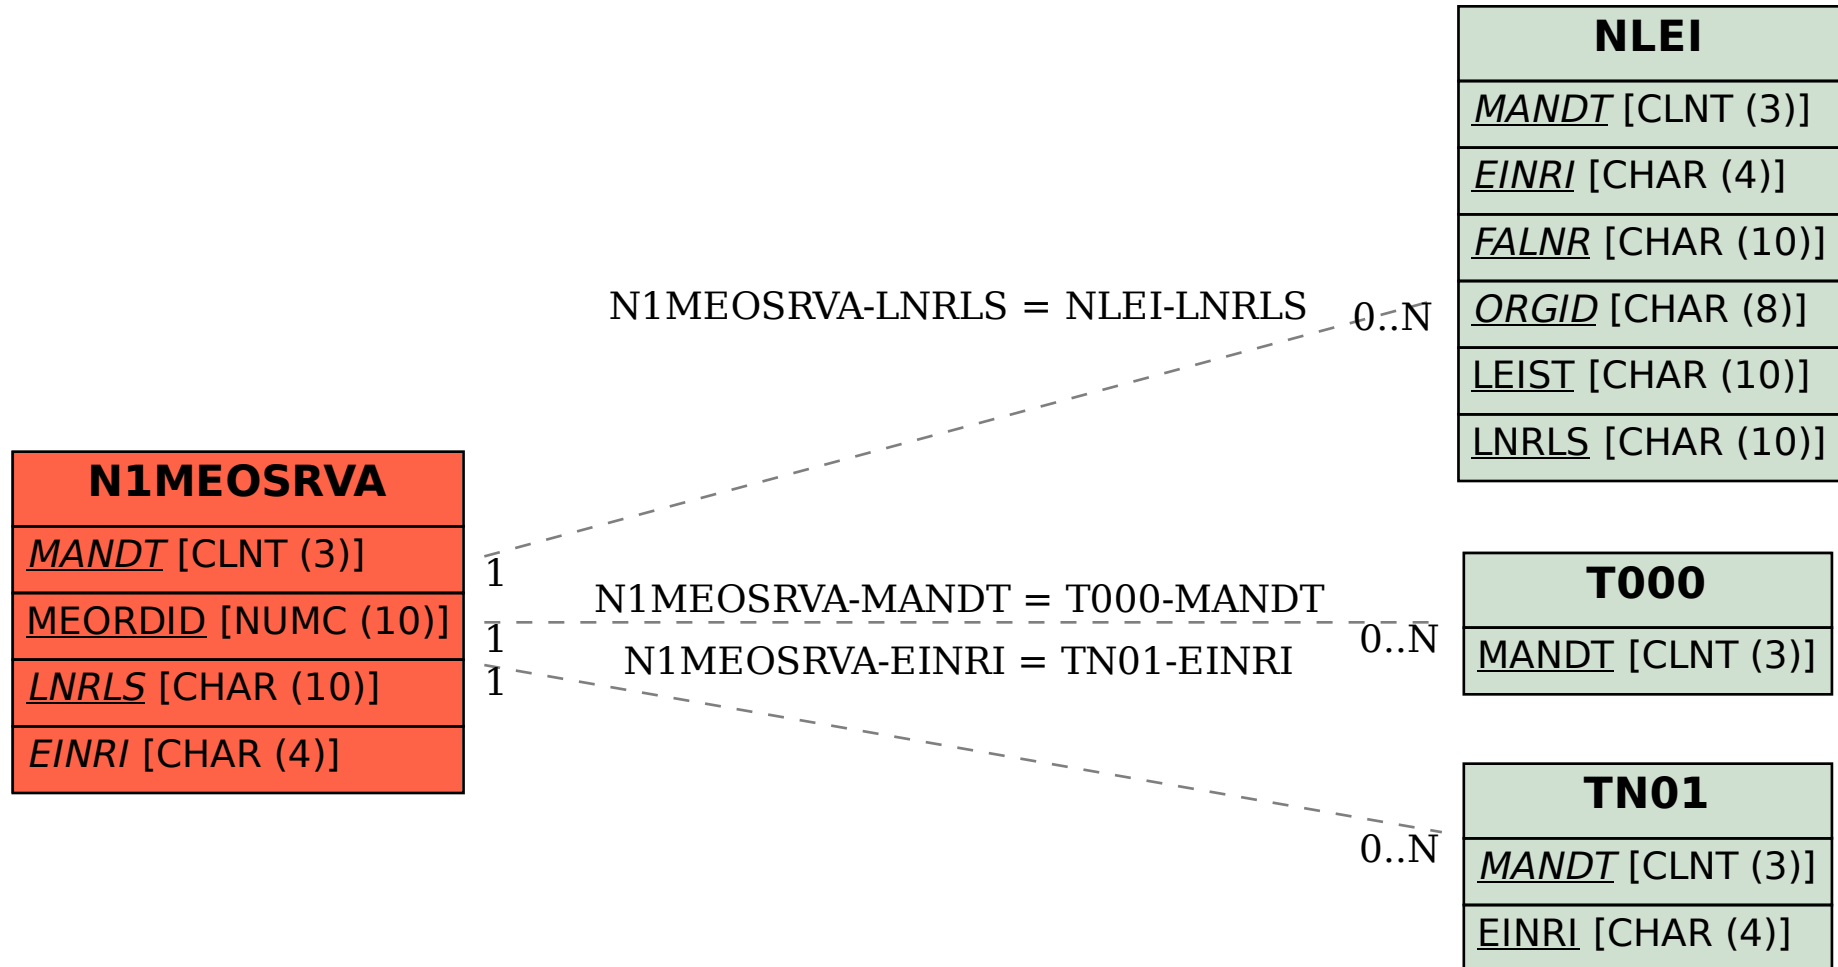 NLEI
MANDT [CLNT (3)]
EINRI [CHAR (4)]
FALNR [CHAR (10)]
ORGID [CHAR (8)]
LEIST [CHAR (10)]
LNRLS [CHAR (10)]
N1MEOSRVA-LNRLS = NLEI-LNRLS
0..N
1
N1MEOSRVA
MANDT [CLNT (3)]
MEORDID [NUMC (10)]
LNRLS [CHAR (10)]
EINRI [CHAR (4)]
N1MEOSRVA-MANDT = T000-MANDT
1
0..N
T000
MANDT [CLNT (3)]
N1MEOSRVA-EINRI = TN01-EINRI
1
0..N
TN01
MANDT [CLNT (3)]
EINRI [CHAR (4)]